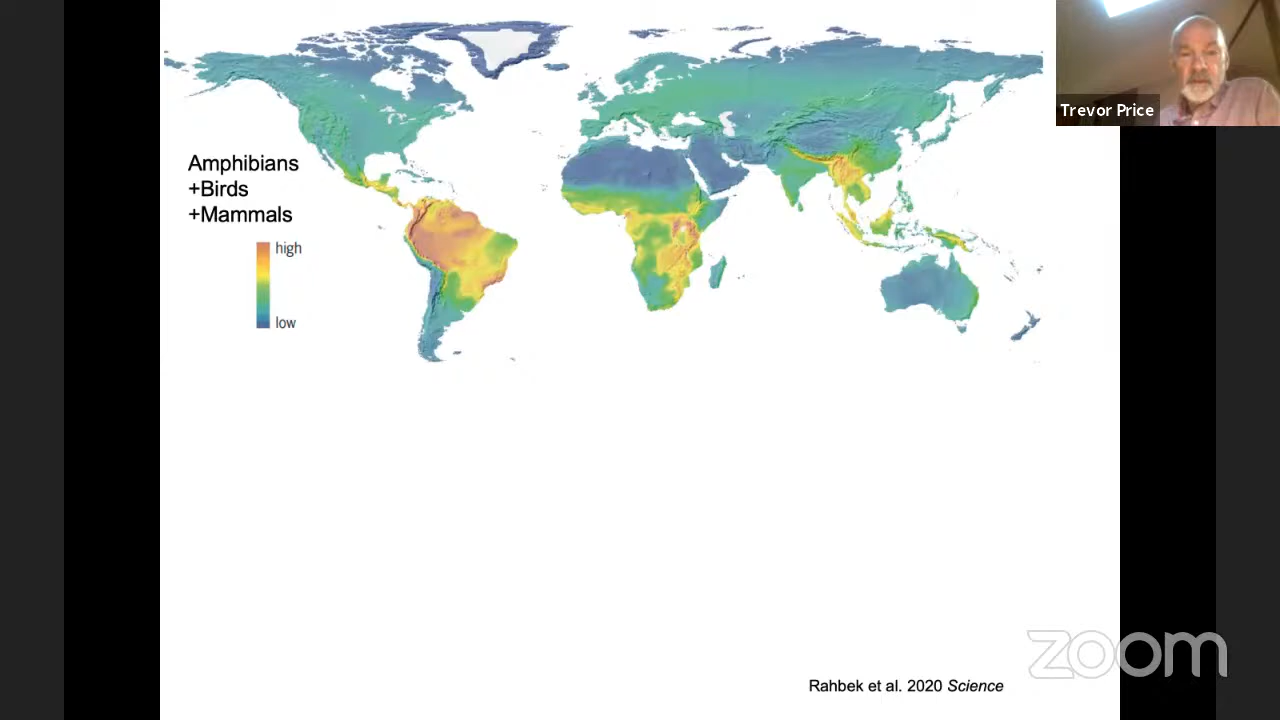 Trevor Price
Amphibians
+Birds
+Mammals
high
low
Rahbek et al. 2020 Science
zoom